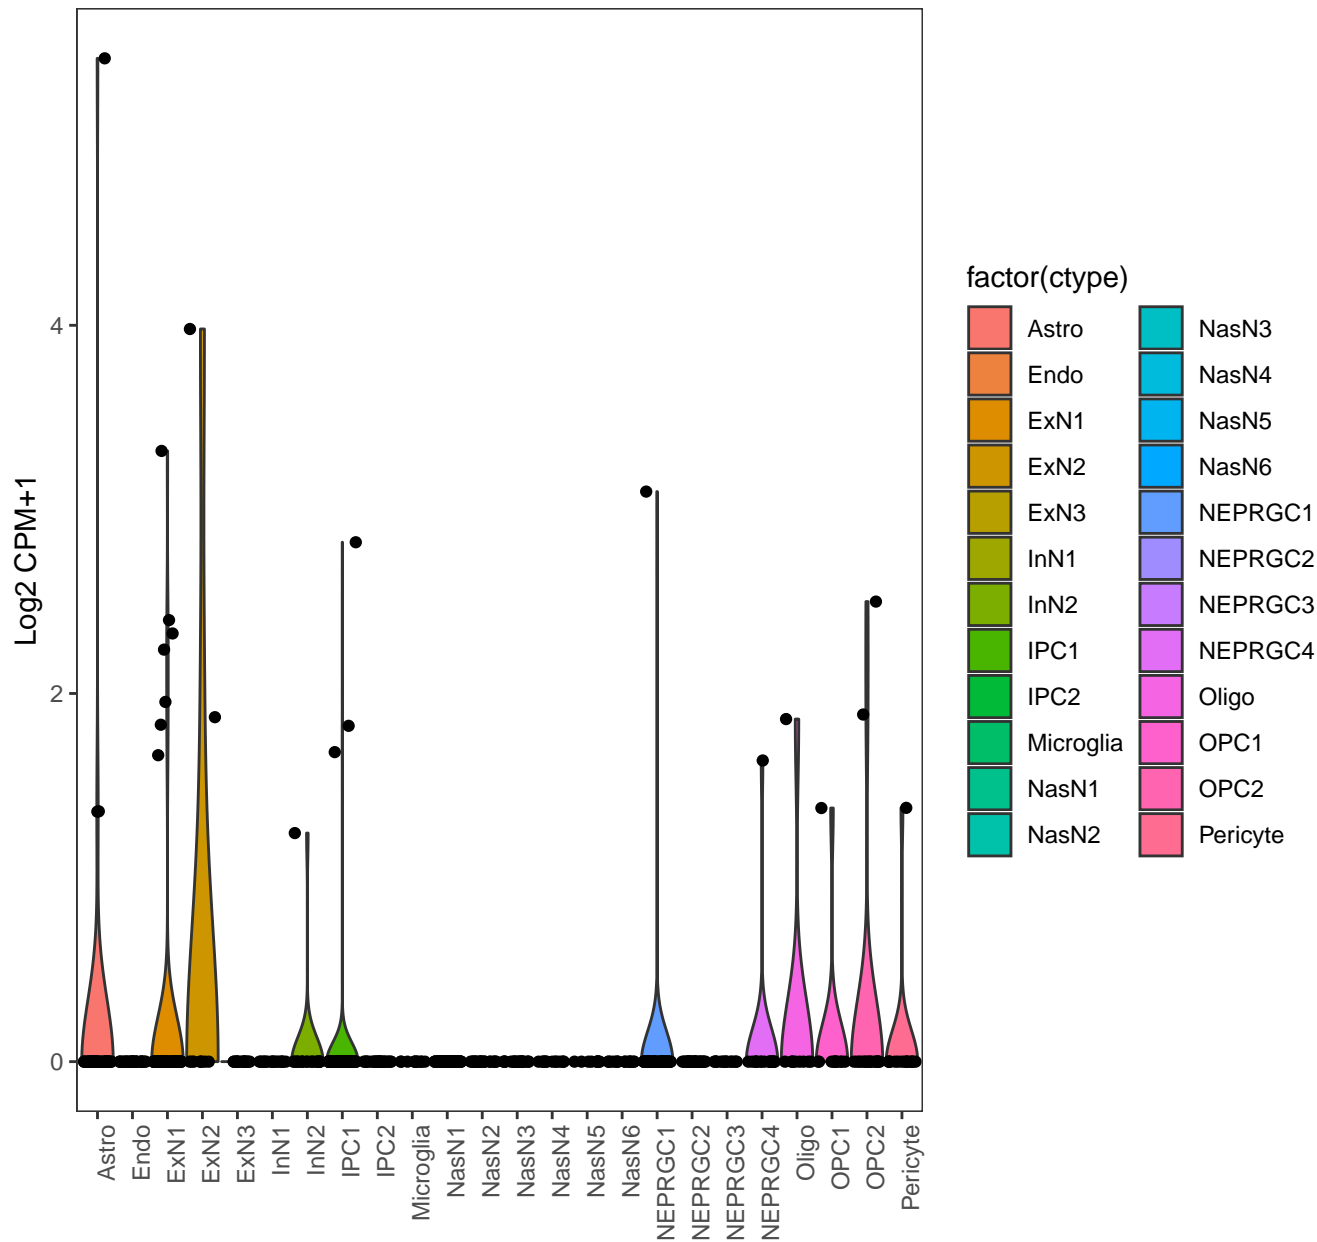 Log2 CPM+1
4
2
0
Astro
Endo
ExN1
ExN2
ExN3
InN1
InN2
IPC1
IPC2
Microglia
NasN1
NasN2
NasN3
NasN4
NasN5
NasN6
NEPRGC1
NEPRGC2
NEPRGC3
NEPRGC4
Oligo
OPC1
OPC2
Pericyte
factor(ctype)
Astro
Endo
ExN1
ExN2
ExN3
InN1
InN2
IPC1
IPC2
Microglia
NasN1
NasN2
NasN3
NasN4
NasN5
NasN6
NEPRGC1
NEPRGC2
NEPRGC3
NEPRGC4
Oligo
OPC1
OPC2
Pericyte